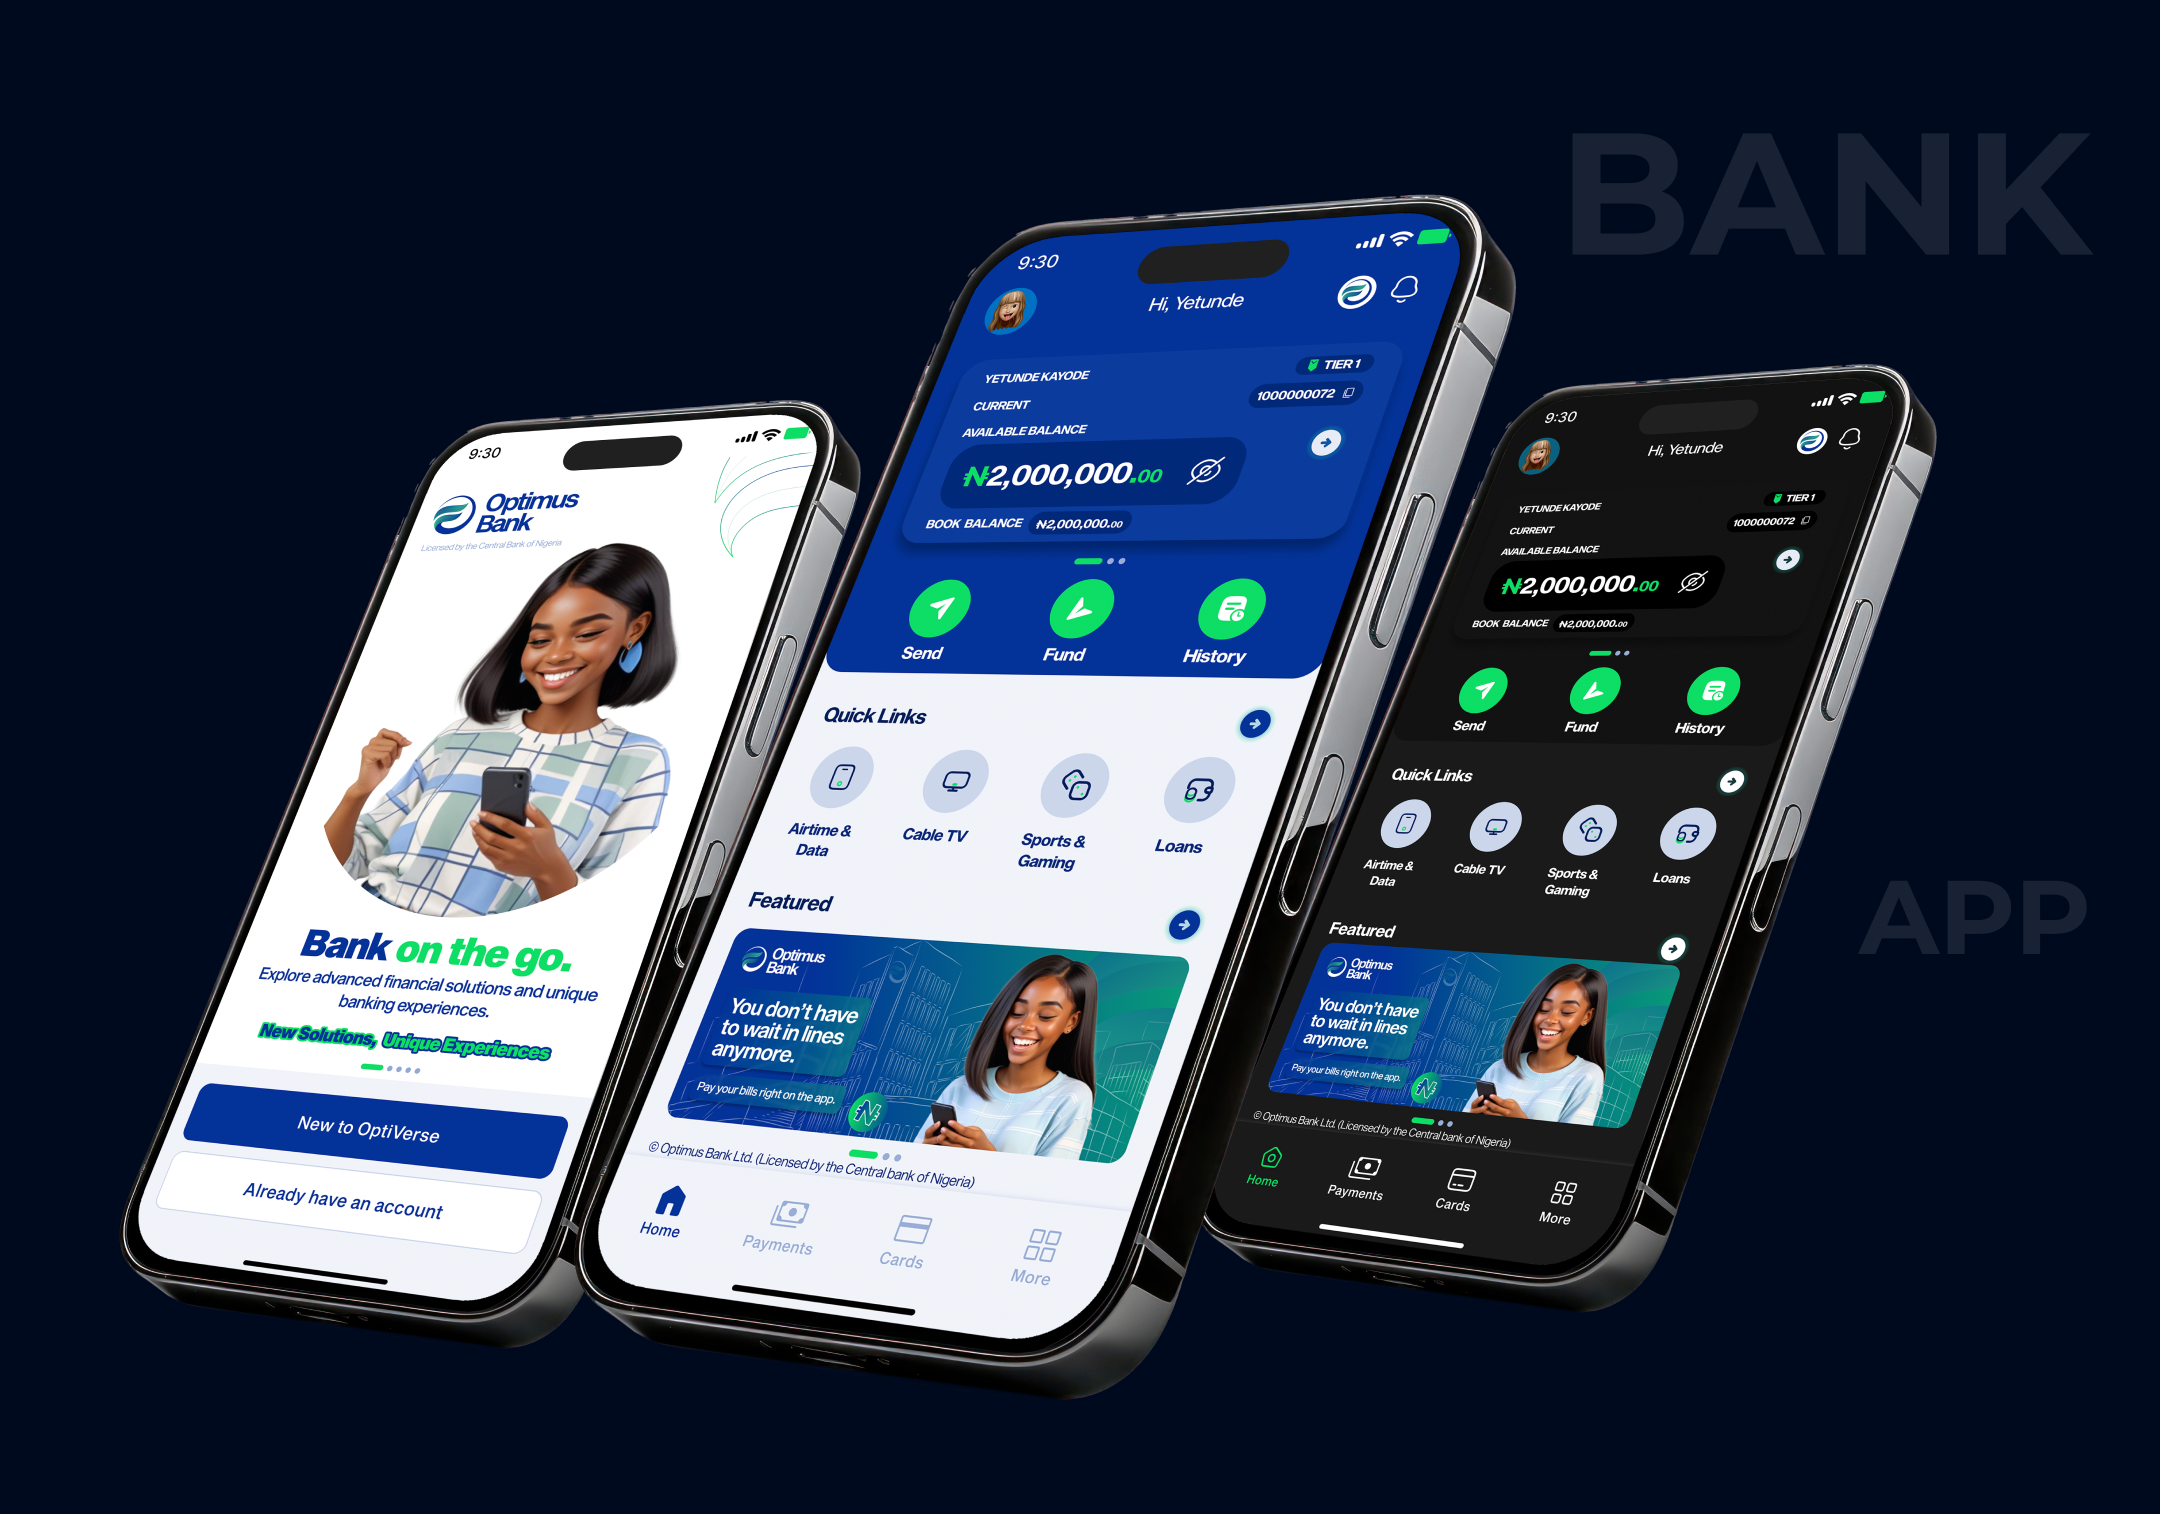 BANK
APP
9:30
Optimus
Bank
Licensed by the Central Bank of Nigeria
Bank on the go.
Explore advanced financial solutions and unique
banking experiences.
New Solutions, Unique Experiences
New to OptiVerse
Already have an account
9:30
Hi, Yetunde
YETUNDE KAYODE
TIER 1
CURRENT
1000000072
AVAILABLE BALANCE
₦2,000,000.00
BOOK BALANCE ₦2,000,000.00
Send Fund History
Quick Links
Airtime &
Data
Cable TV
Sports &
Gaming
Loans
Featured
Optimus
Bank
You don't have
to wait in lines
anymore.
Pay your bills right on the app.
₦
© Optimus Bank Ltd. (Licensed by the Central bank of Nigeria)
Home Payments Cards More
9:30
Hi, Yetunde
YETUNDE KAYODE
TIER 1
CURRENT
1000000072
AVAILABLE BALANCE
₦2,000,000.00
BOOK BALANCE ₦2,000,000.00
Send Fund History
Quick Links
Airtime &
Data
Cable TV
Sports &
Gaming
Loans
Featured
Optimus
Bank
You don't have
to wait in lines
anymore.
Pay your bills right on the app.
₦
© Optimus Bank Ltd. (Licensed by the Central bank of Nigeria)
Home Payments Cards More